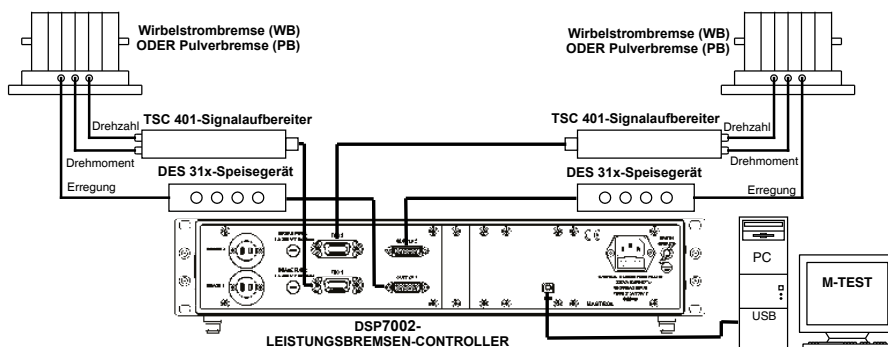 Wirbelstrombremse (WB)
ODER Pulverbremse (PB)
Wirbelstrombremse (WB)
ODER Pulverbremse (PB)
TSC 401-Signalaufbereiter
TSC 401-Signalaufbereiter
Drehzahl
Drehzahl
Drehmoment
Drehmoment
DES 31x-Speisegerät
DES 31x-Speisegerät
Erregung
Erregung
PC
M-TEST
USB
MAGTROL
DSP7002-
LEISTUNGSBREMSEN-CONTROLLER